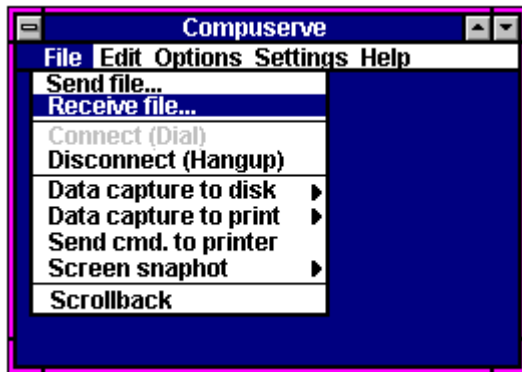 Compuserve
File Edit Options Settings Help
Send file...
Receive file...
Connect (Dial)
Disconnect (Hangup)
Data capture to disk
Data capture to print
Send cmd. to printer
Screen snaphot
Scrollback